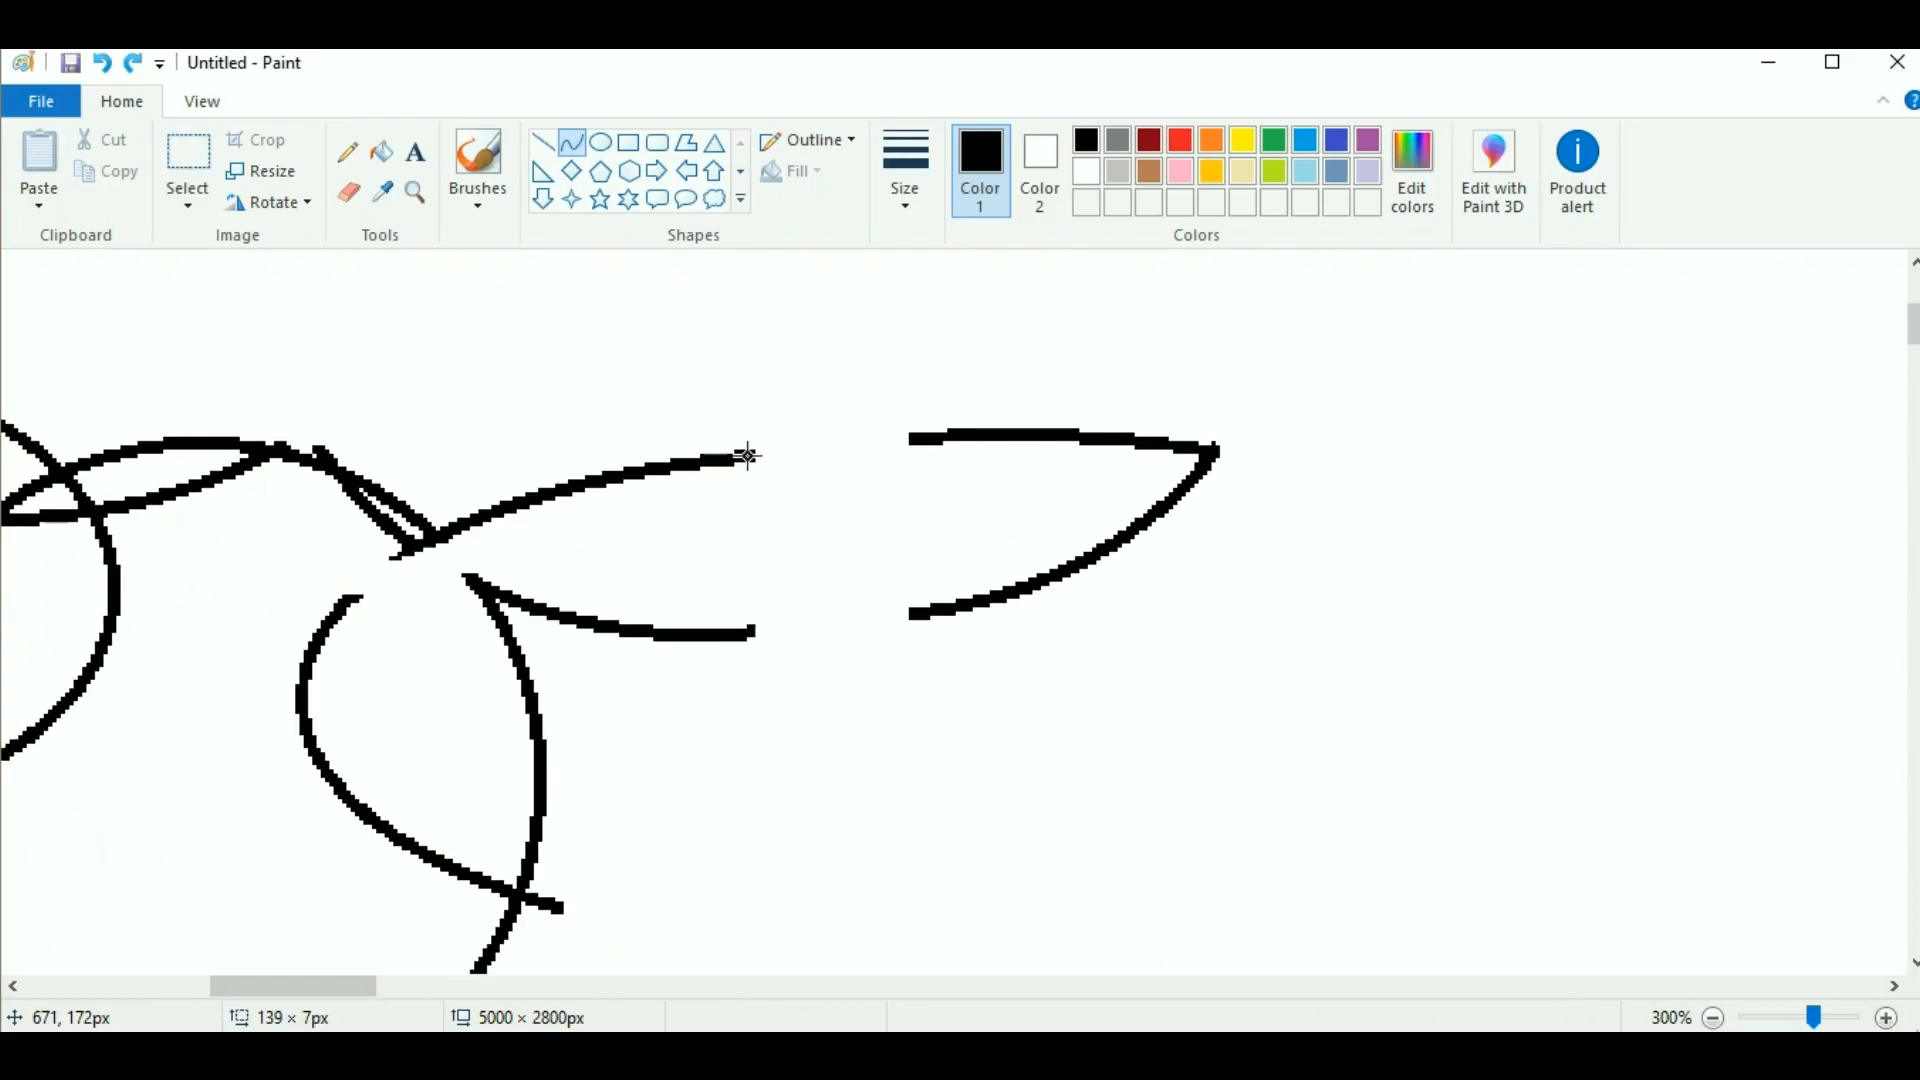 Untitled - Paint
File Home View
Paste
Cut
Copy
Clipboard
Select
Crop
Resize
Rotate
Image
A
Tools
Brushes
Outline
Fill
Shapes
Size
Color 1
Color 2
Edit colors
Colors
Edit with Paint 3D
Product alert
671, 172px
139 × 7px
5000 × 2800px
300%